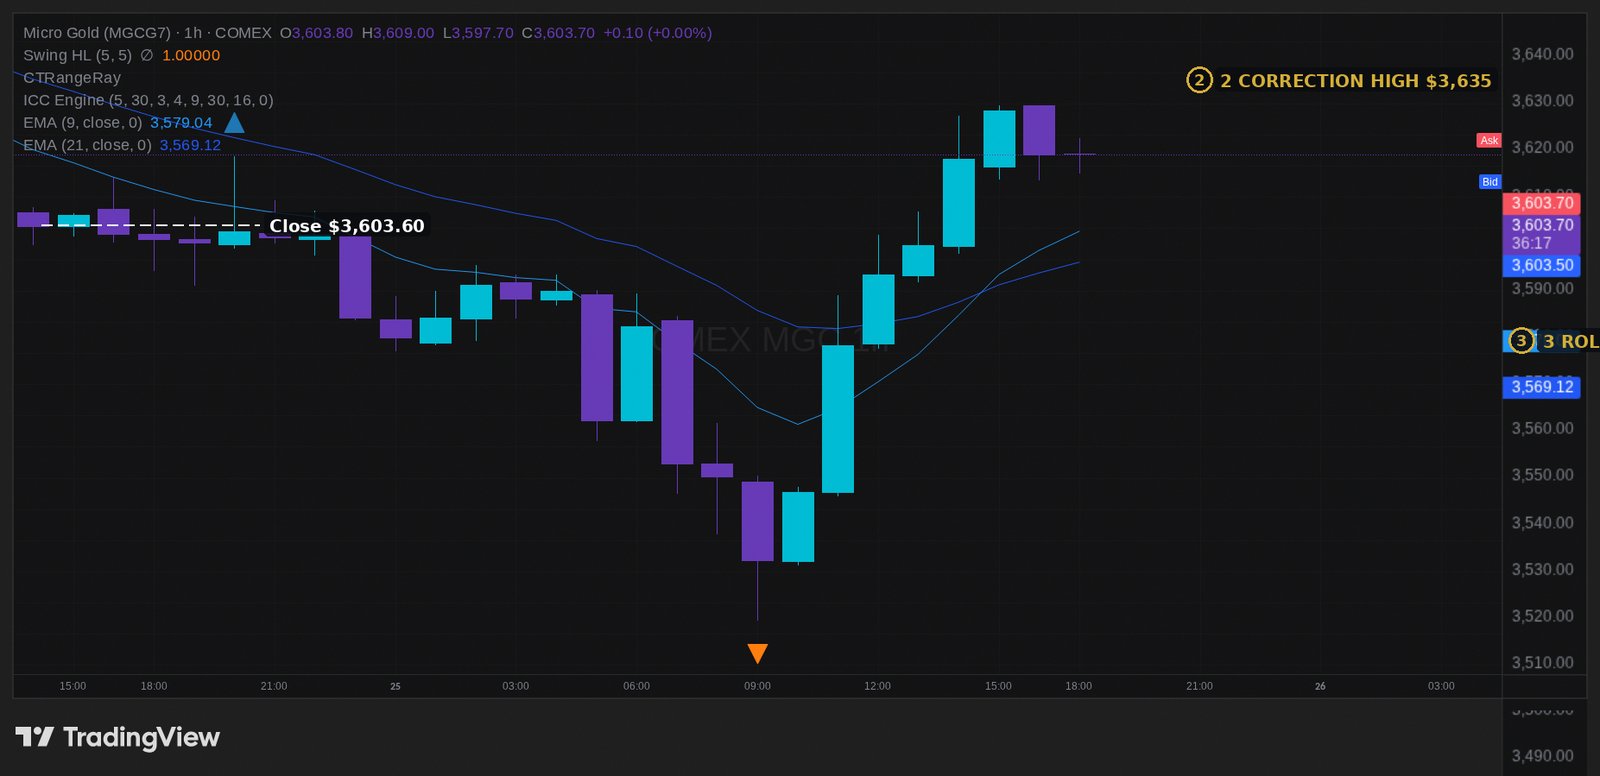 Micro Gold (MGCG7) · 1h · COMEX O3,603.80 H3,609.00 L3,597.70 C3,603.70 +0.10 (+0.00%)
Swing HL (5, 5) ∅ 1.00000
CTRangeRay
ICC Engine (5, 30, 3, 4, 9, 30, 16, 0)
EMA (9, close, 0) 3,579.04
EMA (21, close, 0) 3,569.12
2 2 CORRECTION HIGH $3,635
Close $3,603.60
3,640.00
3,630.00
Ask
3,620.00
Bid
3,603.70
3,603.70
36:17
3,603.50
3,590.00
3 3 ROL
3,569.12
3,560.00
3,550.00
3,540.00
3,530.00
3,520.00
3,510.00
15:00 18:00 21:00 25 03:00 06:00 09:00 12:00 15:00 18:00 21:00 26 03:00
TradingView
3,490.00